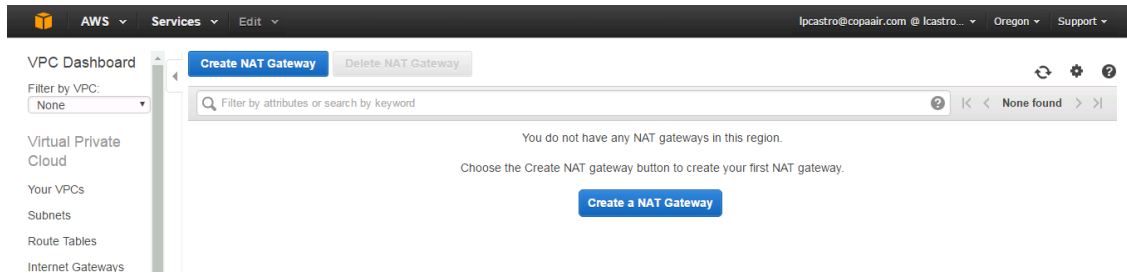 AWS Services Edit lpcastro@copaair.com @ lcastro... Oregon Support
VPC Dashboard
Filter by VPC:
None
Virtual Private
Cloud
Your VPCs
Subnets
Route Tables
Internet Gateways
Create NAT Gateway Delete NAT Gateway
Filter by attributes or search by keyword None found
You do not have any NAT gateways in this region.
Choose the Create NAT gateway button to create your first NAT gateway.
Create a NAT Gateway